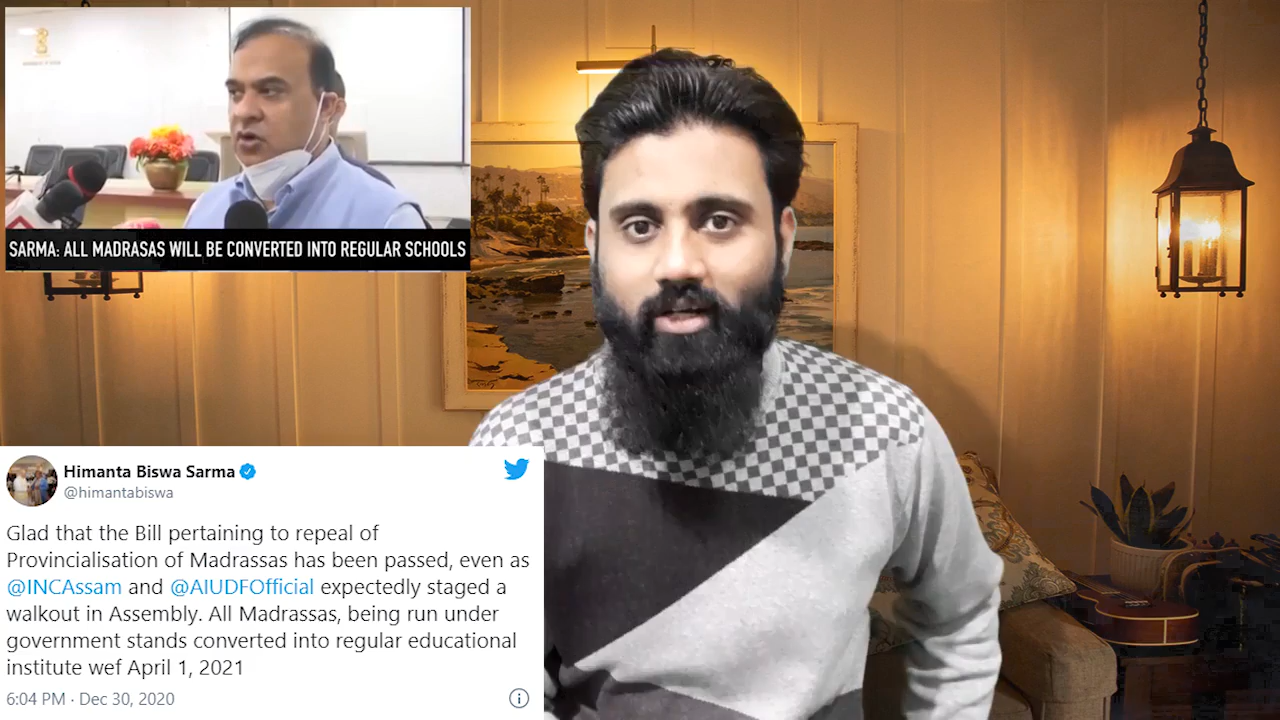 SARMA: ALL MADRASAS WILL BE CONVERTED INTO REGULAR SCHOOLS
Himanta Biswa Sarma
@himantabiswa
Glad that the Bill pertaining to repeal of
Provincialisation of Madrassas has been passed, even as
@INCAssam and @AIUDFOfficial expectedly staged a
walkout in Assembly. All Madrassas, being run under
government stands converted into regular educational
institute wef April 1, 2021
6:04 PM · Dec 30, 2020